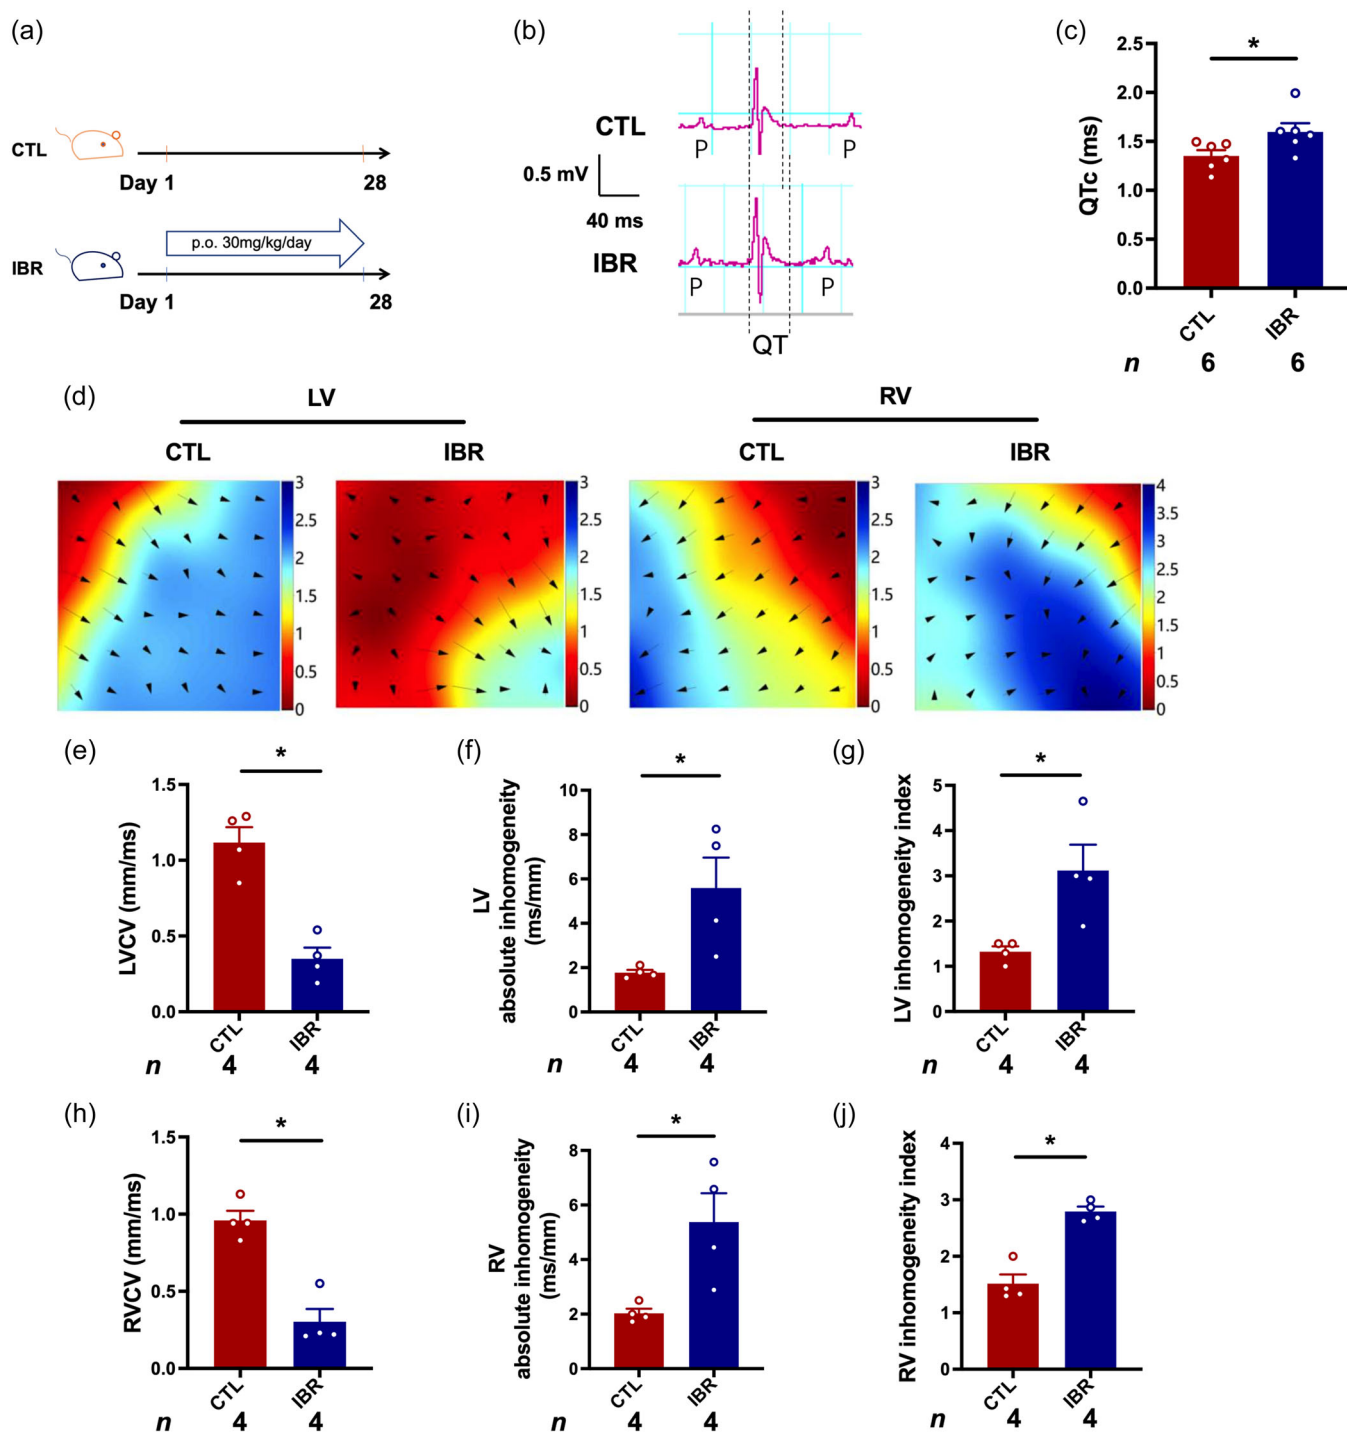 (a)
CTL
Day 1
28
p.o. 30mg/kg/day
IBR
Day 1
28
(b)
CTL
P
P
0.5 mV
40 ms
IBR
P
P
QT
(c)
QTc (ms)
2.5
2.0
1.5
1.0
0.5
0.0
*
CTL
IBR
n
6
6
(d)
LV
RV
CTL
IBR
CTL
IBR
3
2.5
2
1.5
1
0.5
0
3
2.5
2
1.5
1
0.5
0
3
2.5
2
1.5
1
0.5
0
4
3.5
3
2.5
2
1.5
1
0.5
0
(e)
LVCV (mm/ms)
1.5
1.0
0.5
0.0
*
CTL
IBR
n
4
4
(f)
LV
absolute inhomogeneity
(ms/mm)
10
8
6
4
2
0
*
CTL
IBR
n
4
4
(g)
LV inhomogeneity index
5
4
3
2
1
0
*
CTL
IBR
n
4
4
(h)
RVCV (mm/ms)
1.5
1.0
0.5
0.0
*
CTL
IBR
n
4
4
(i)
RV
absolute inhomogeneity
(ms/mm)
8
6
4
2
0
*
CTL
IBR
n
4
4
(j)
RV inhomogeneity index
4
3
2
1
0
*
CTL
IBR
n
4
4